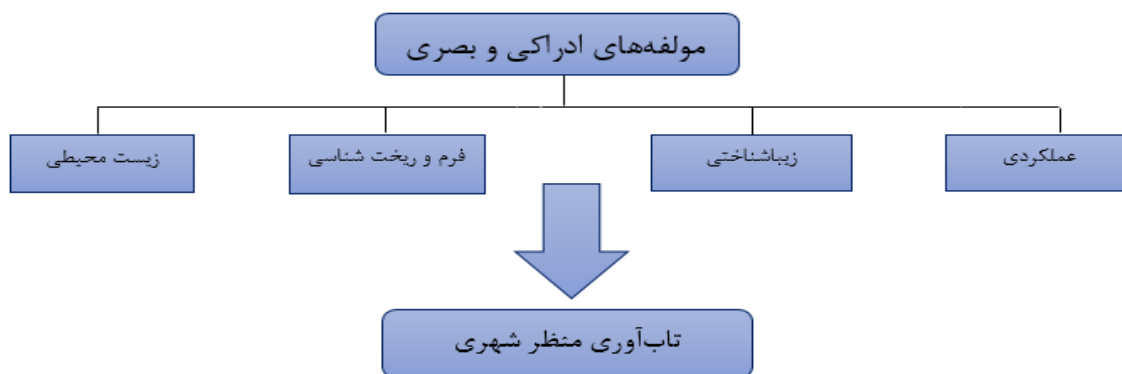 مولفه‌های ادراکی و بصری
عملکردی
زیباشناختی
فرم و ریخت شناسی
زیست محیطی
تاب‌آوری منظر شهری